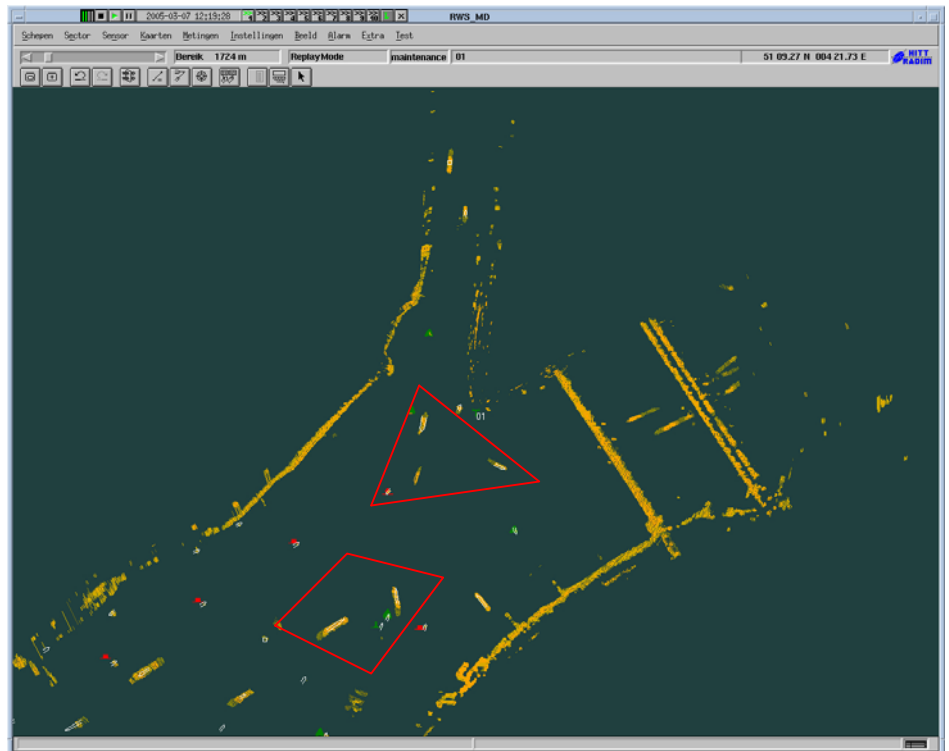 2005-03-07 12:19:28 RWS_MD
Schepen Sector Sensor Kaarten Metingen Instellingen Beeld Alarm Extra Test
Bereik 1724 m ReplayMode maintenance 01 51 09.27 N 004 21.73 E HITT
RADIM
01